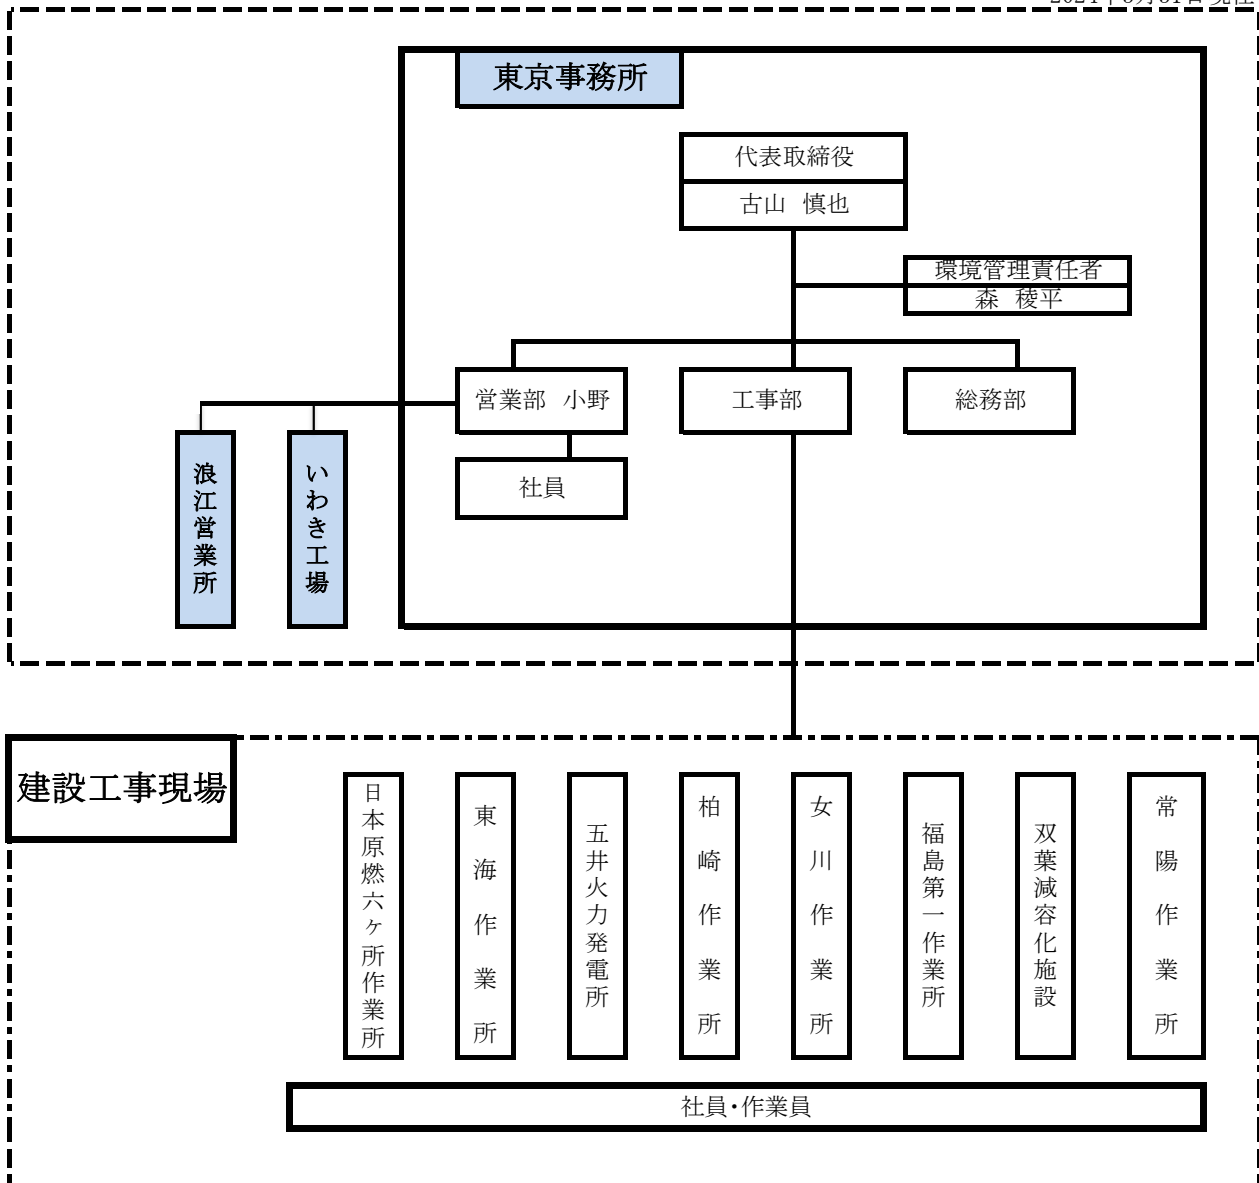 東京事務所
代表取締役
古山 慎也
環境管理責任者
森 稜平
営業部 小野
工事部
総務部
社員
浪江営業所
いわき工場
建設工事現場
日本原燃六ヶ所作業所
東海作業所
五井火力発電所
柏崎作業所
女川作業所
福島第一作業所
双葉減容化施設
常陽作業所
社員・作業員